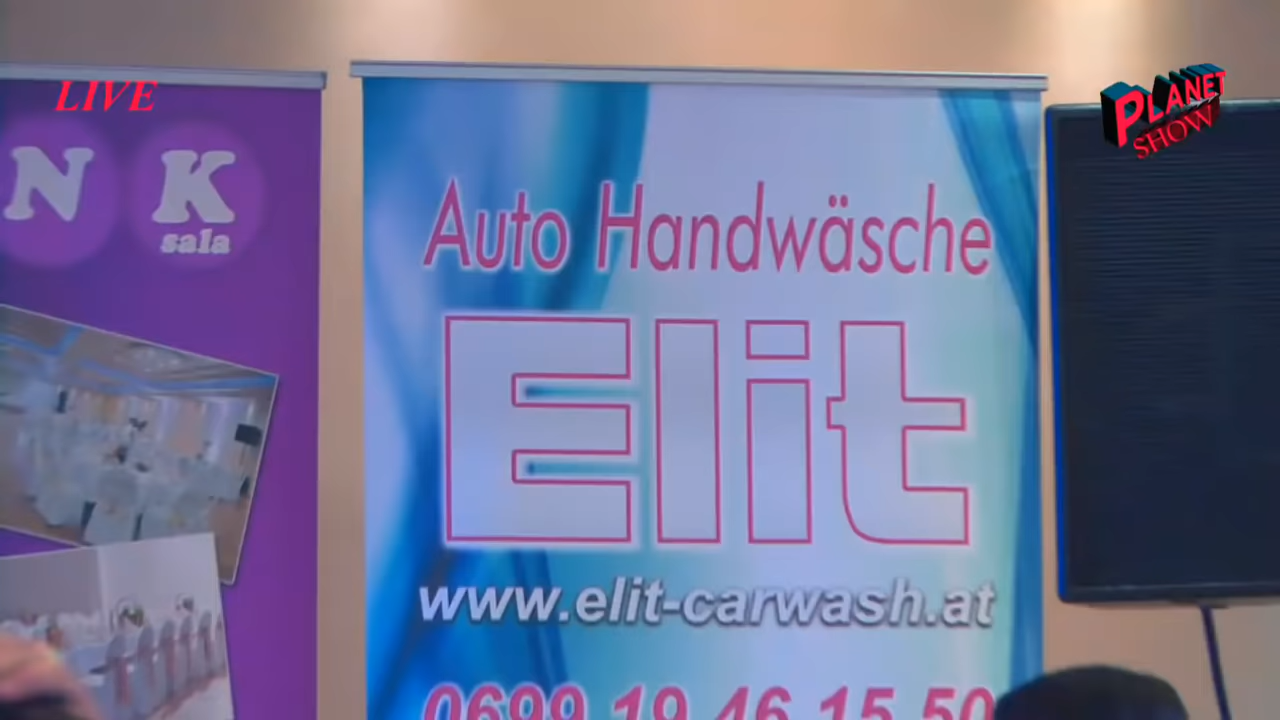 LIVE
PLANET
SHOW
N K
sala
Auto Handwäsche
Elit
www.elit-carwash.at
0699 19 46 15 50